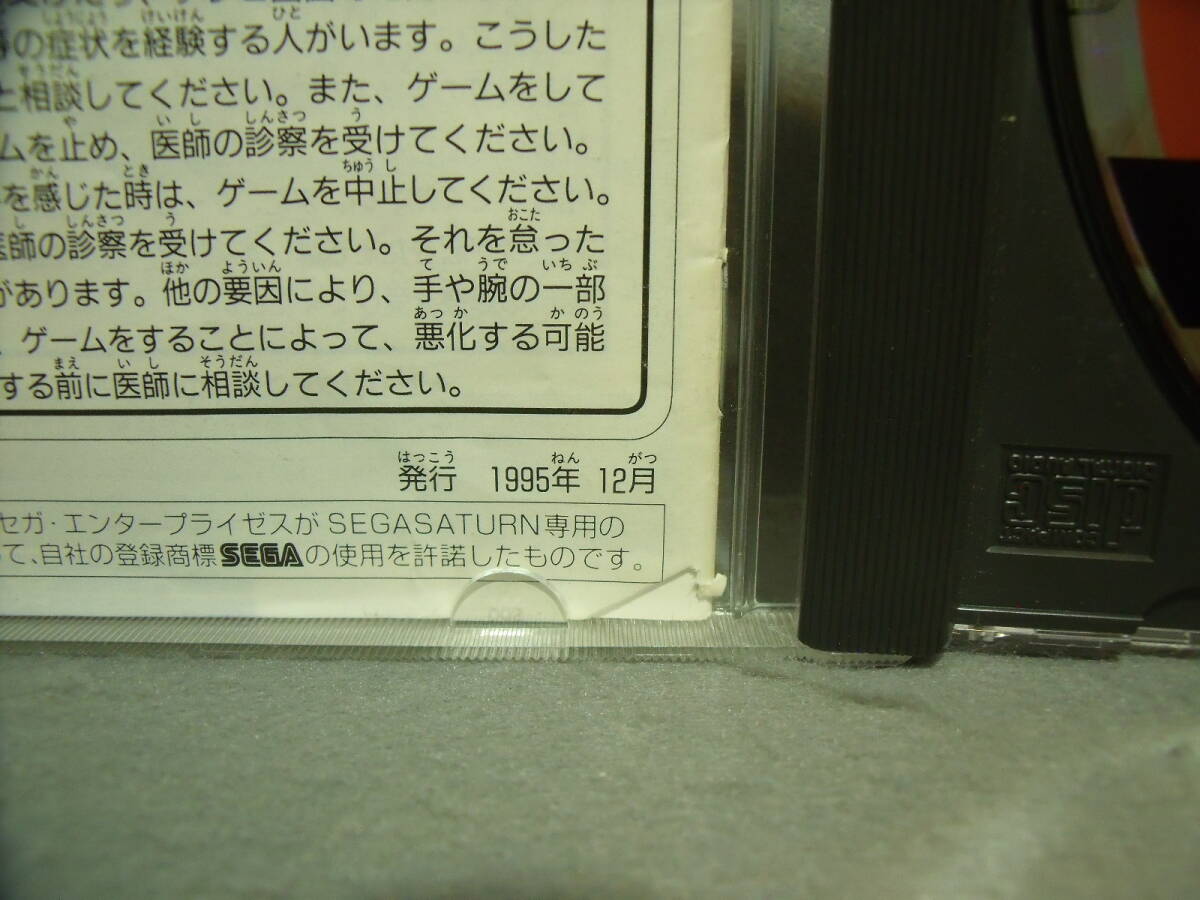 の症状を経験する人がいます。こうした
と相談してください。また、ゲームをして
ムを止め、医師の診察を受けてください。
を感じた時は、ゲームを中止してください。
医師の診察を受けてください。それを怠った
があります。他の要因により、手や腕の一部
、ゲームをすることによって、悪化する可能
する前に医師に相談してください。
発行 1995年 12月
セガ・エンタープライゼスが SEGASATURN専用の
て、自社の登録商標SEGAの使用を許諾したものです。
COMPACT
disc
DIGITAL AUDIO